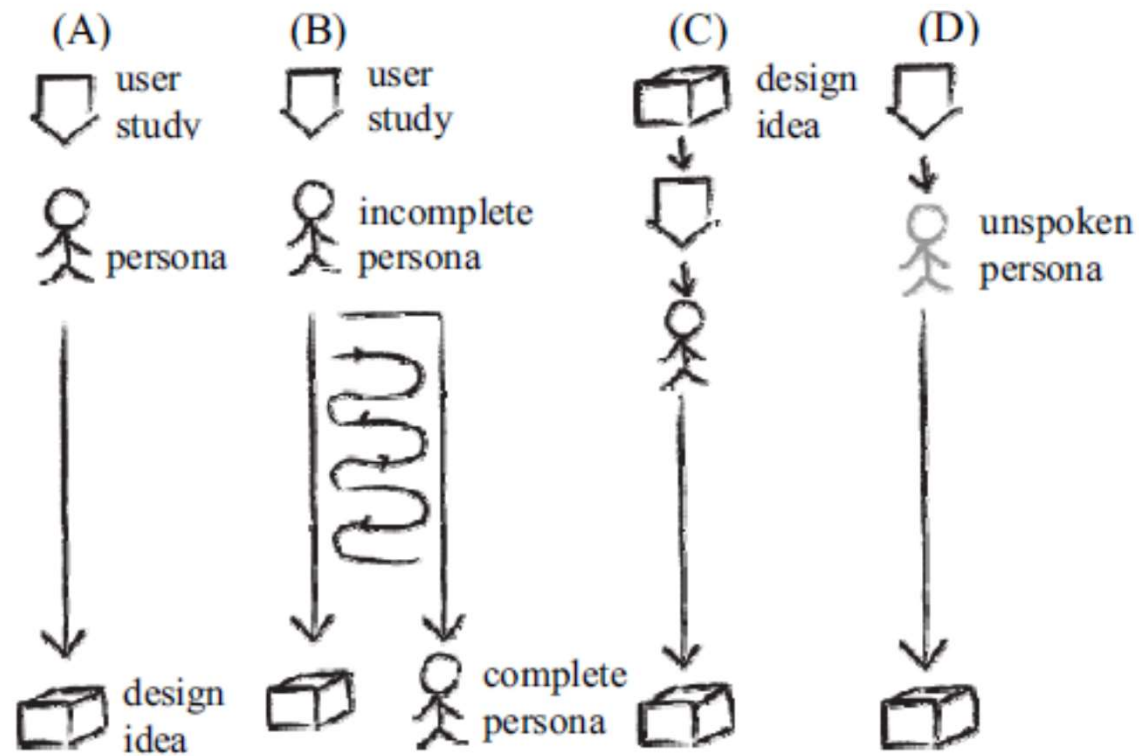 (A)
user
study
persona
design
idea
(B)
user
study
incomplete
persona
complete
persona
(C)
design
idea
(D)
unspoken
persona